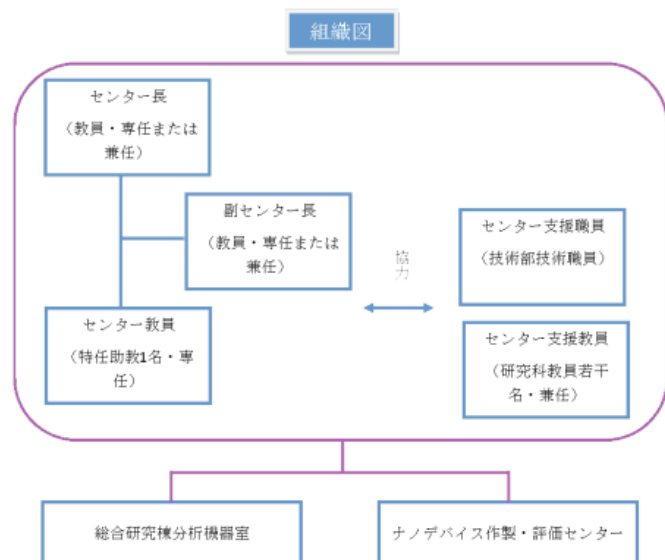 組織図
センター長
（教員・専任または
兼任）
副センター長
（教員・専任または
兼任）
センター教員
（特任助教1名・専
任）
協
力
センター支援職員
（技術部技術職員）
センター支援教員
（研究科教員若干
名・兼任）
総合研究棟分析機器室
ナノデバイス作製・評価センター